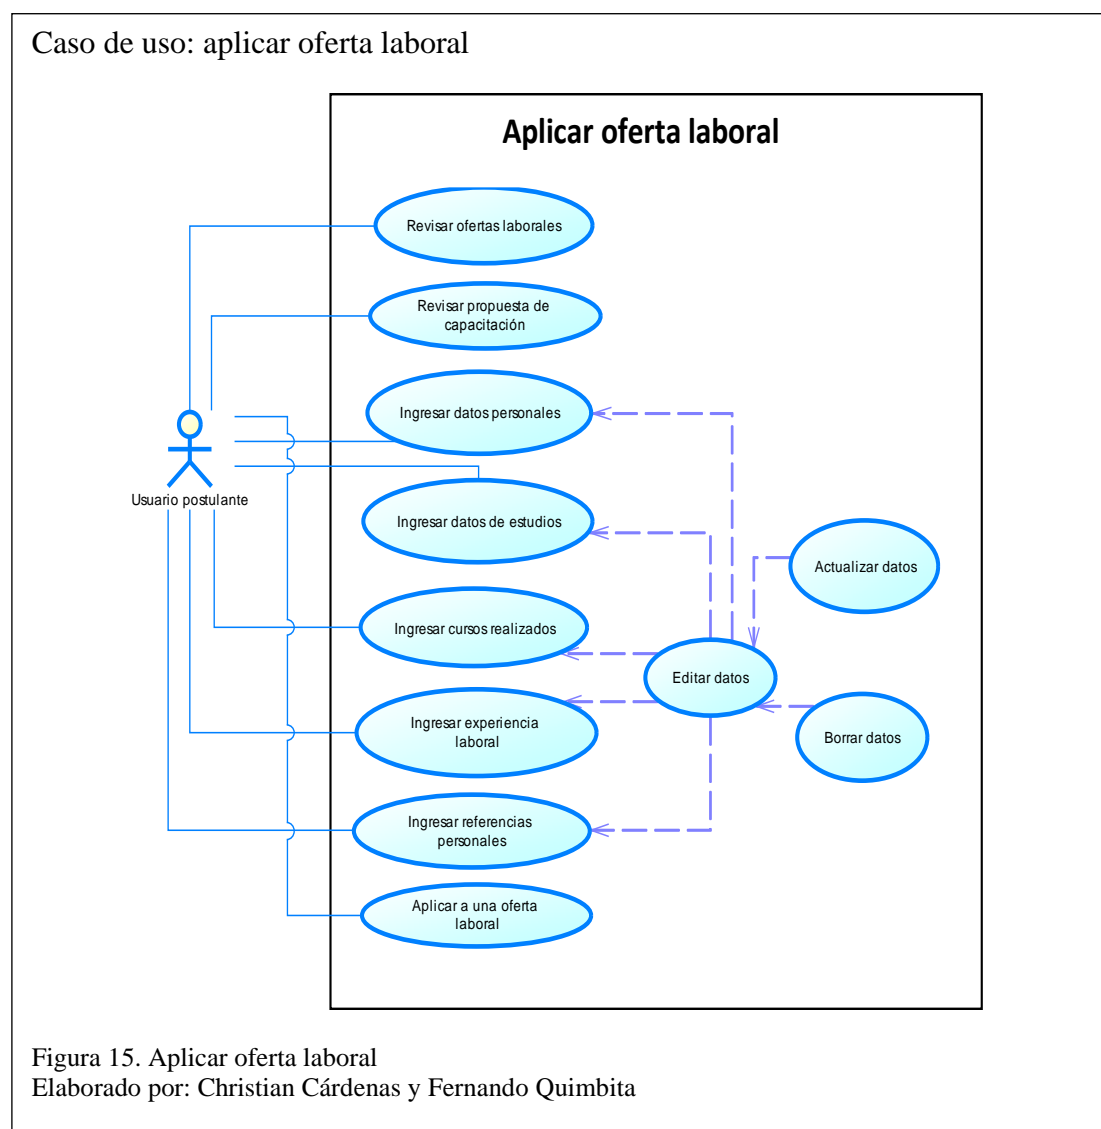 Caso de uso: aplicar oferta laboral
Aplicar oferta laboral
Revisar ofertas laborales
Revisar propuesta de
capacitación
Ingresar datos personales
Usuario postulante
Ingresar datos de estudios
Actualizar datos
Ingresar cursos realizados
Editar datos
Ingresar experiencia
laboral
Borrar datos
Ingresar referencias
personales
Aplicar a una oferta
laboral
Figura 15. Aplicar oferta laboral
Elaborado por: Christian Cárdenas y Fernando Quimbita